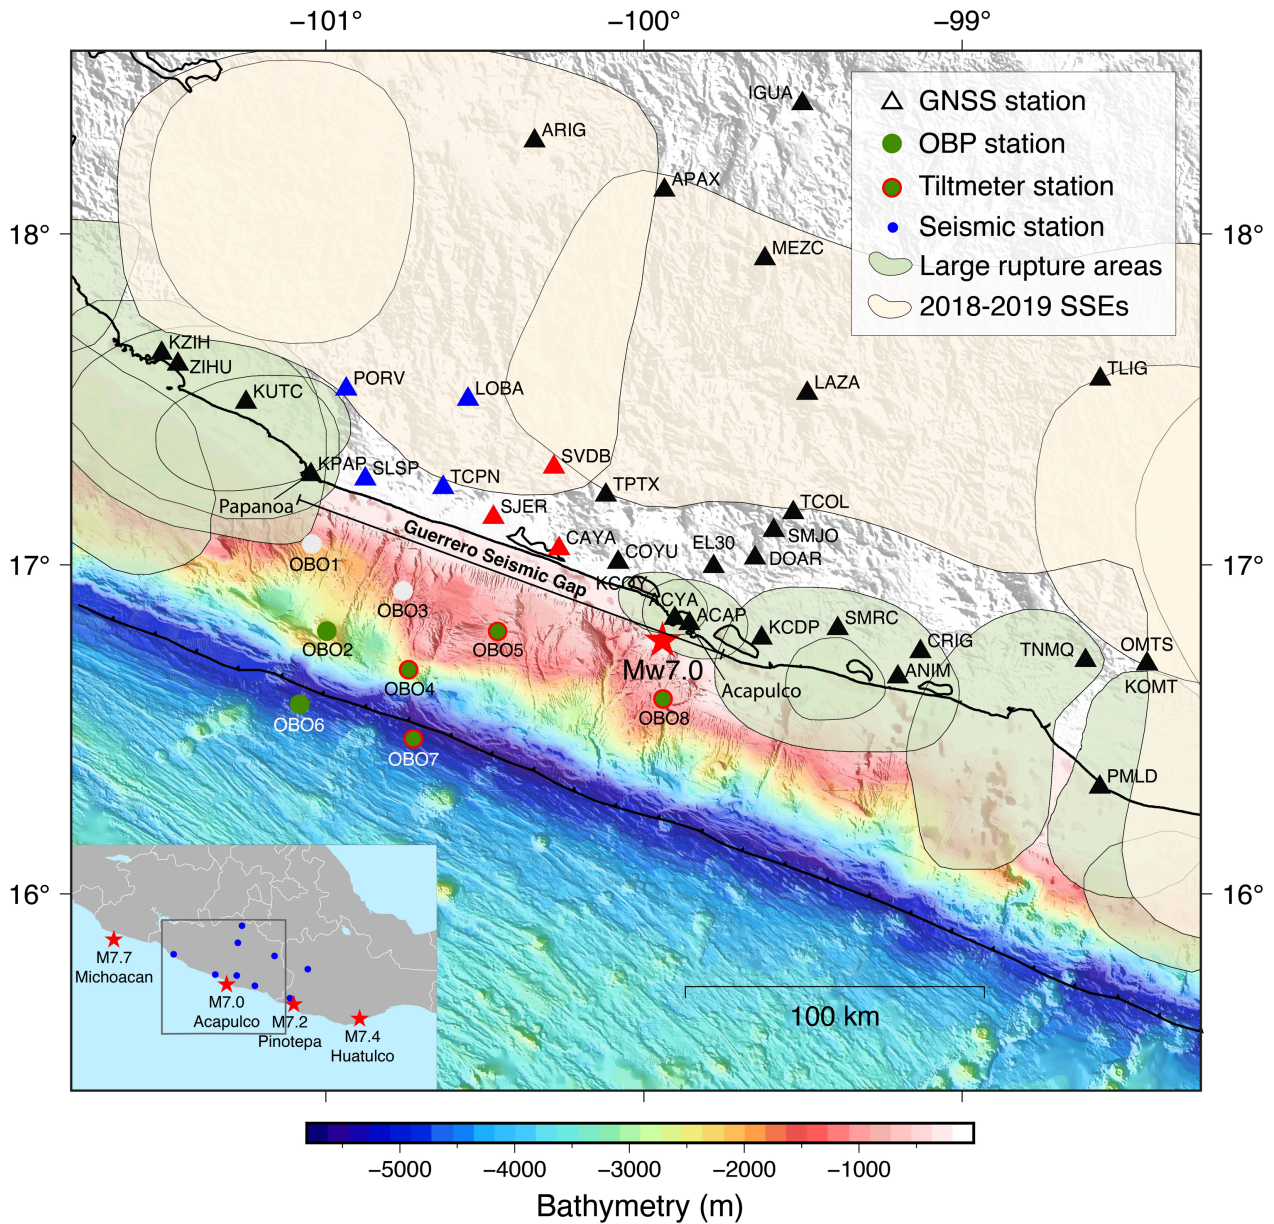 −101°
−100°
−99°
IGUA
GNSS station
OBP station
Tiltmeter station
Seismic station
Large rupture areas
2018-2019 SSEs
ARIG
APAX
18°
18°
MEZC
KZIH
ZIHU
TLIG
PORV
LOBA
LAZA
KUTC
SVDB
KPAP
SLSP
TCPN
TPTX
TCOL
Papanoa
SJER
SMJO
Guerrero Seismic Gap
CAYA
COYU
EL30
DOAR
17°
17°
OBO1
OBO3
ACYA
ACAP
KCDP
SMRC
CRIG
TNMQ
OMTS
OBO2
OBO5
Mw7.0
ANIM
KOMT
OBO4
Acapulco
OBO6
OBO8
OBO7
PMLD
16°
16°
M7.7
Michoacan
M7.0
Acapulco
M7.2
Pinotepa
M7.4
Huatulco
100 km
−5000
−4000
−3000
−2000
−1000
Bathymetry (m)